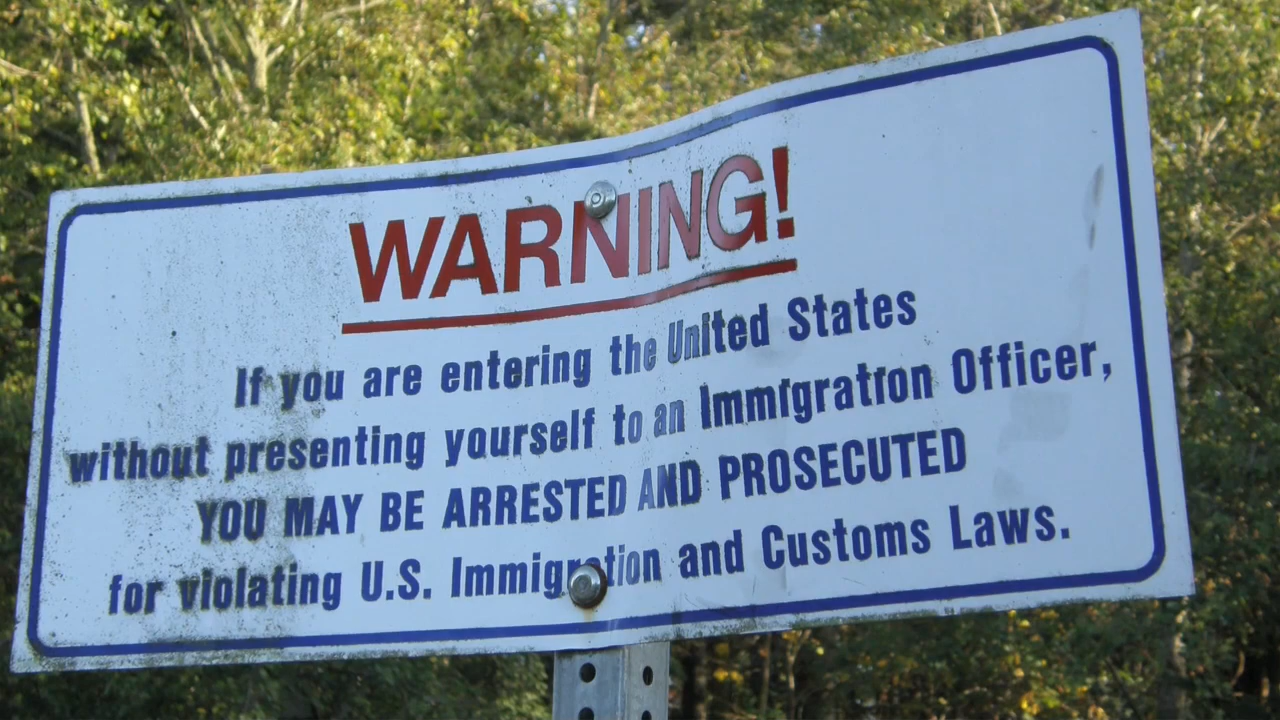 WARNING!
If you are entering the United States
without presenting yourself to an Immigration Officer,
YOU MAY BE ARRESTED AND PROSECUTED
for violating U.S. Immigration and Customs Laws.